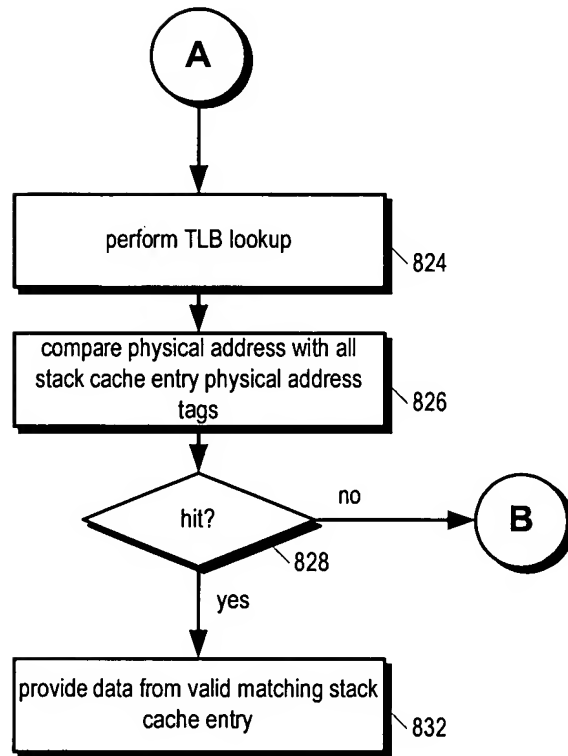 A
perform TLB lookup
824
compare physical address with all
stack cache entry physical address
tags
826
hit?
no
B
828
yes
provide data from valid matching stack
cache entry
832